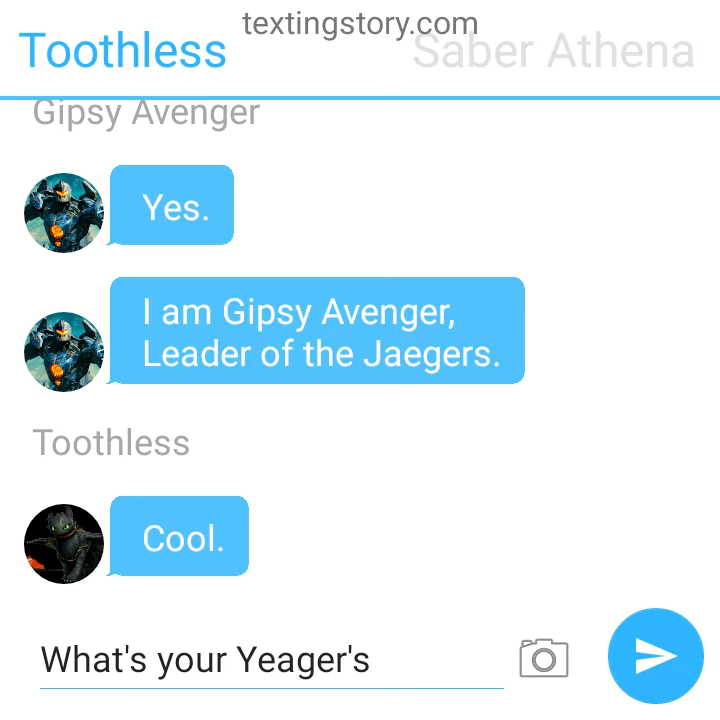 textingstory.com
Toothless
Saber Athena
Gipsy Avenger
Yes.
I am Gipsy Avenger,
Leader of the Jaegers.
Toothless
Cool.
What's your Yeager's